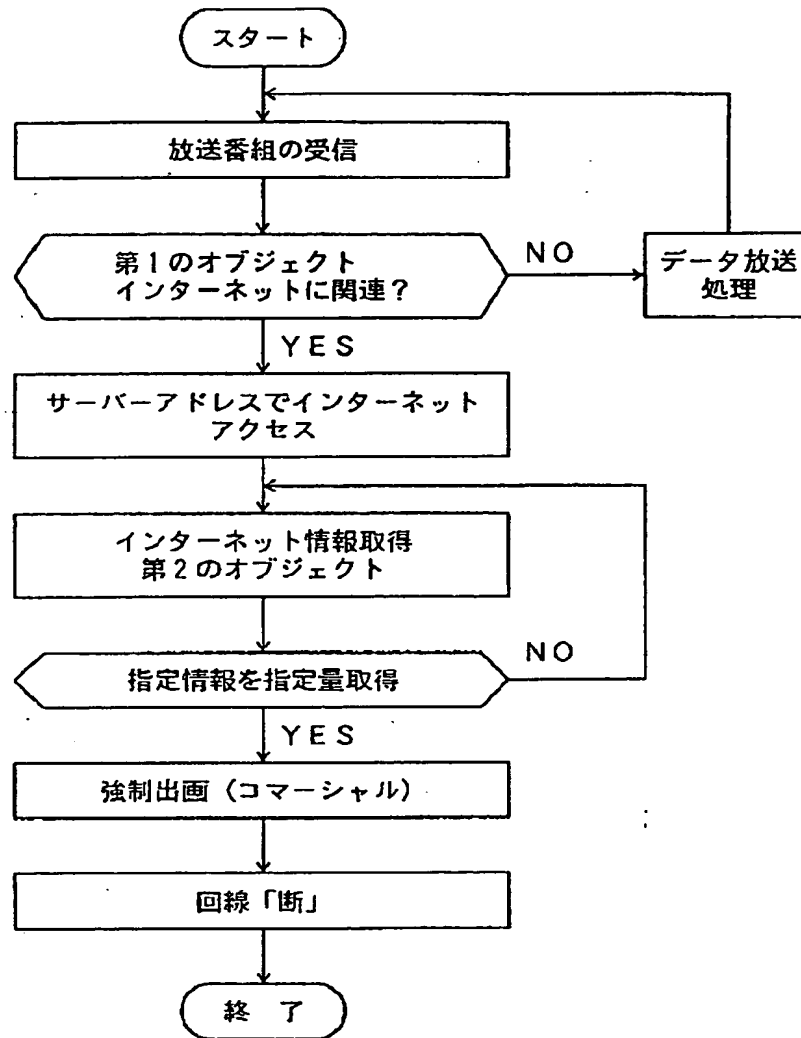 スタート
放送番組の受信
第1のオブジェクト
インターネットに関連?
NO
データ放送
処理
YES
サーバーアドレスでインターネット
アクセス
インターネット情報取得
第2のオブジェクト
指定情報を指定量取得
NO
YES
強制出画(コマーシャル)
回線「断」
終 了